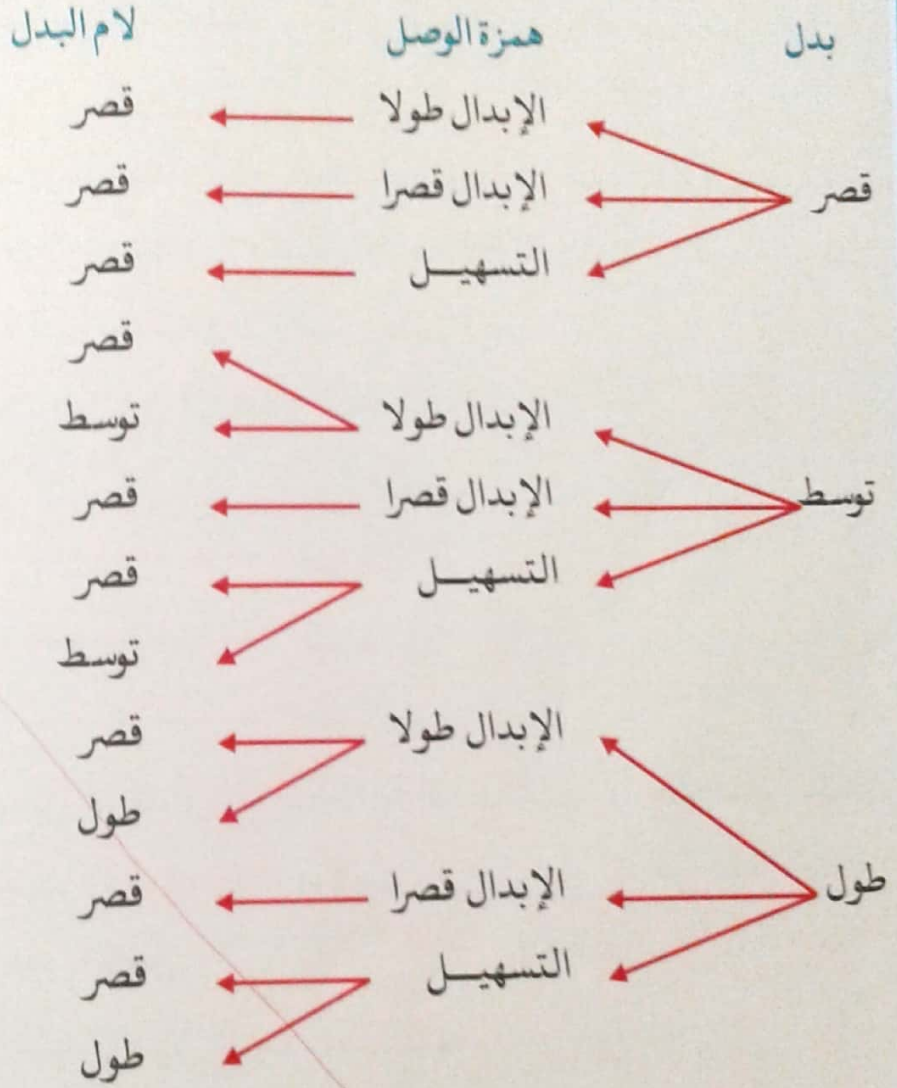 بدل همزة الوصل لام البدل
الإبدال طولا قصر
قصر الإبدال قصرا قصر
التسهيل قصر
قصر
الإبدال طولا توسط
توسط الإبدال قصرا قصر
التسهيل قصر
توسط
الإبدال طولا قصر
طول
طول الإبدال قصرا قصر
التسهيل قصر
طول